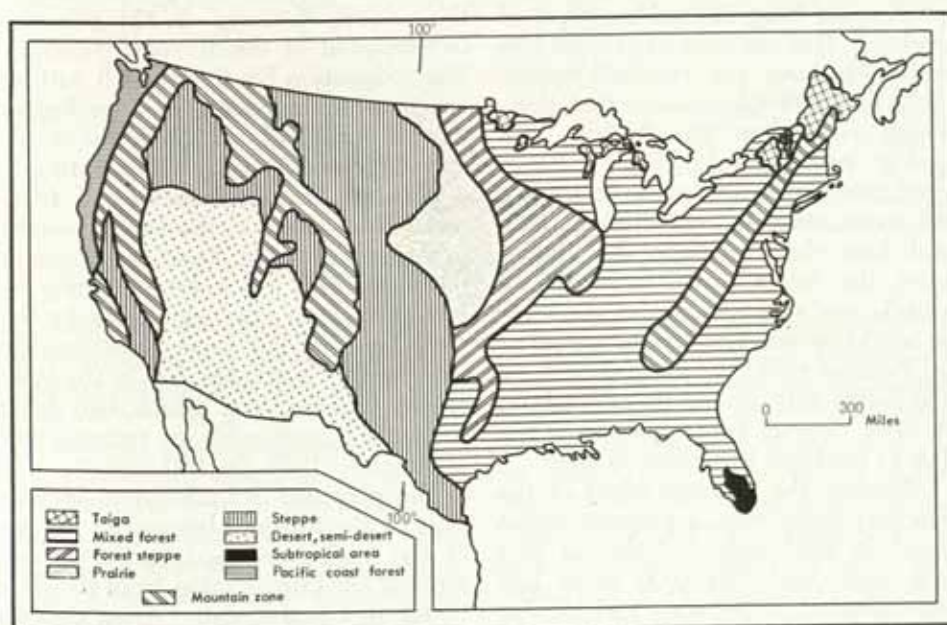 100°
0 300
Miles
100°
Taiga
Mixed forest
Forest steppe
Prairie
Steppe
Desert, semi-desert
Subtropical area
Pacific coast forest
Mountain zone